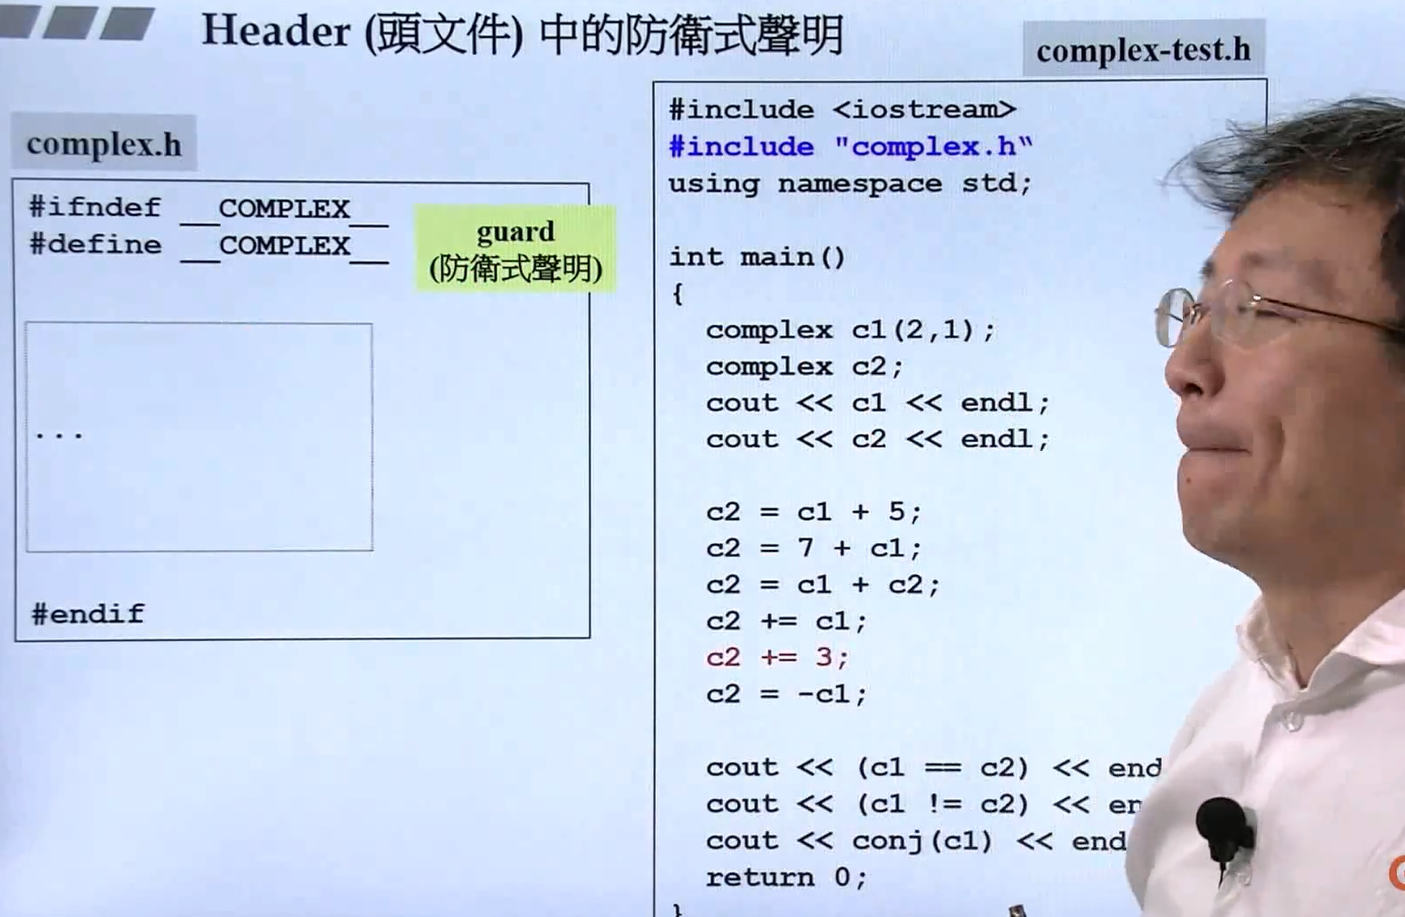 Header (頭文件) 中的防衛式聲明
complex.h
#ifndef __COMPLEX__
#define __COMPLEX__
guard
(防衛式聲明)
...
#endif
complex-test.h
#include <iostream>
#include "complex.h“
using namespace std;
int main()
{
complex c1(2,1);
complex c2;
cout << c1 << endl;
cout << c2 << endl;
c2 = c1 + 5;
c2 = 7 + c1;
c2 = c1 + c2;
c2 += c1;
c2 += 3;
c2 = -c1;
cout << (c1 == c2) << end
cout << (c1 != c2) << en
cout << conj(c1) << end
return 0;
}